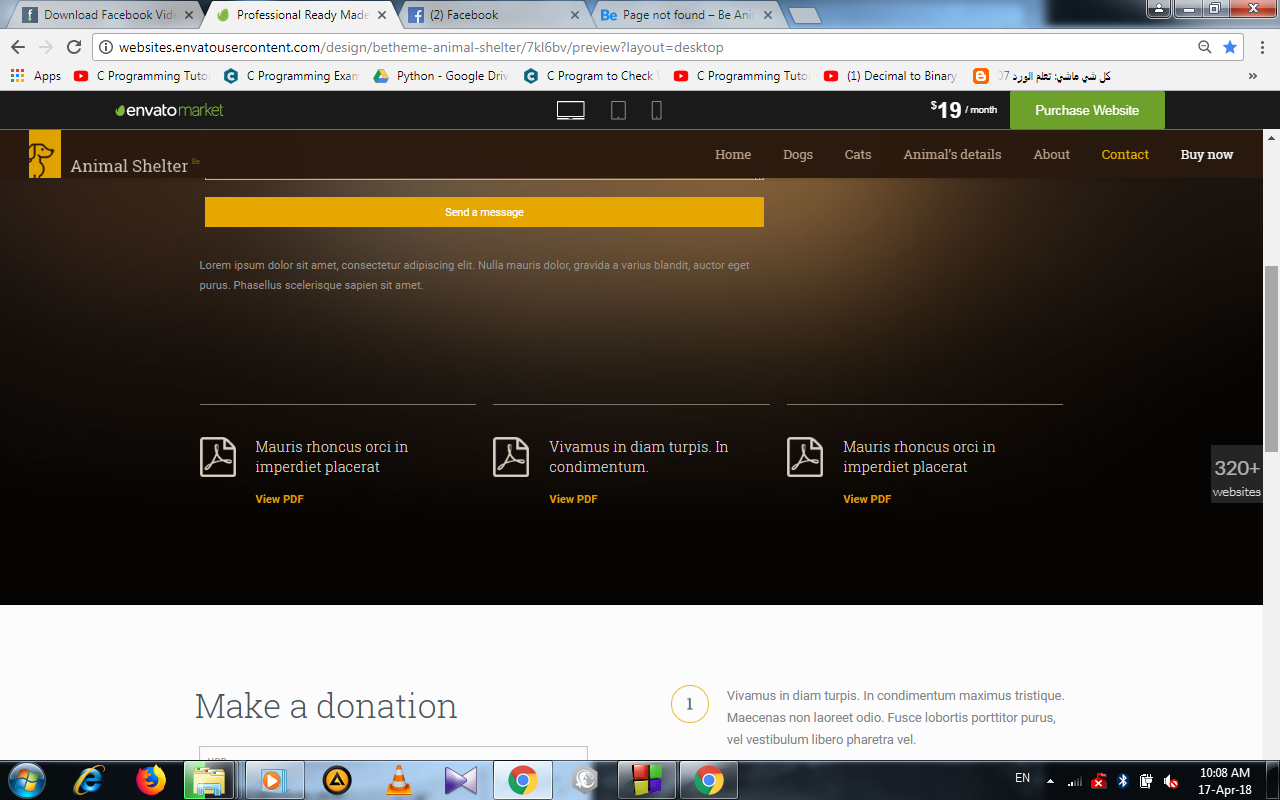 Download Facebook Vide
Professional Ready Made
(2) Facebook
Be Page not found – Be Ani
websites.envatousercontent.com/design/betheme-animal-shelter/7kl6bv/preview?layout=desktop
Apps
C Programming Tuto
C Programming Exam
Python - Google Driv
C Program to Check
C Programming Tuto
(1) Decimal to Binary
كل شي هاشي: تعلم الورد 07
»
envatomarket
$19 / month
Purchase Website
Animal Shelter Be
Home
Dogs
Cats
Animal's details
About
Contact
Buy now
Send a message
Lorem ipsum dolor sit amet, consectetur adipiscing elit. Nulla mauris dolor, gravida a varius blandit, auctor eget
purus. Phasellus scelerisque sapien sit amet.
Mauris rhoncus orci in
imperdiet placerat
View PDF
Vivamus in diam turpis. In
condimentum.
View PDF
Mauris rhoncus orci in
imperdiet placerat
View PDF
320+
websites
Make a donation
1
Vivamus in diam turpis. In condimentum maximus tristique.
Maecenas non laoreet odio. Fusce lobortis porttitor purus,
vel vestibulum libero pharetra vel.
EN
10:08 AM
17-Apr-18